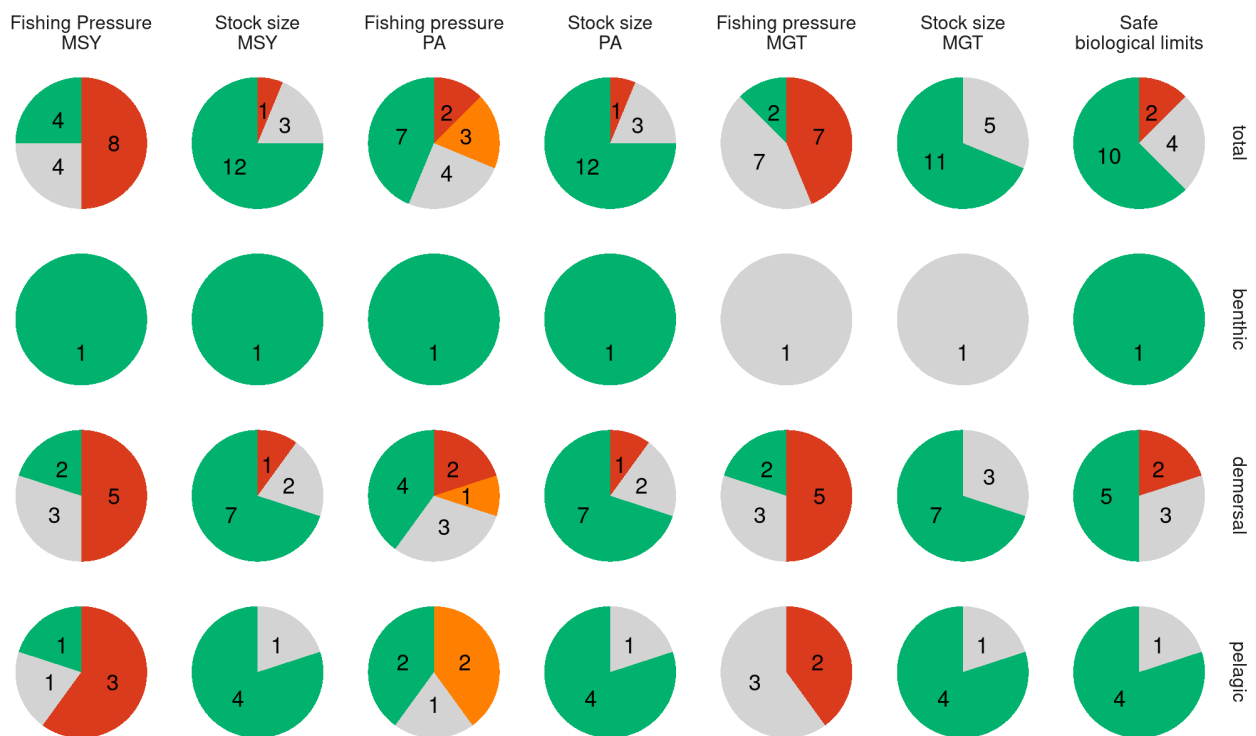 Fishing Pressure
MSY
Stock size
MSY
Fishing pressure
PA
Stock size
PA
Fishing pressure
MGT
Stock size
MGT
Safe
biological limits
4 8 4
1 3 12
2 3 7 4
1 3 12
2 7 7
5 11
2 4 10
total
1
1
1
1
1
1
1
benthic
2 5 3
1 2 7
2 1 4 3
1 2 7
2 5 3
3 7
2 5 3
demersal
1 1 3
1 4
2 2 1
1 4
2 3
1 4
1 4
pelagic